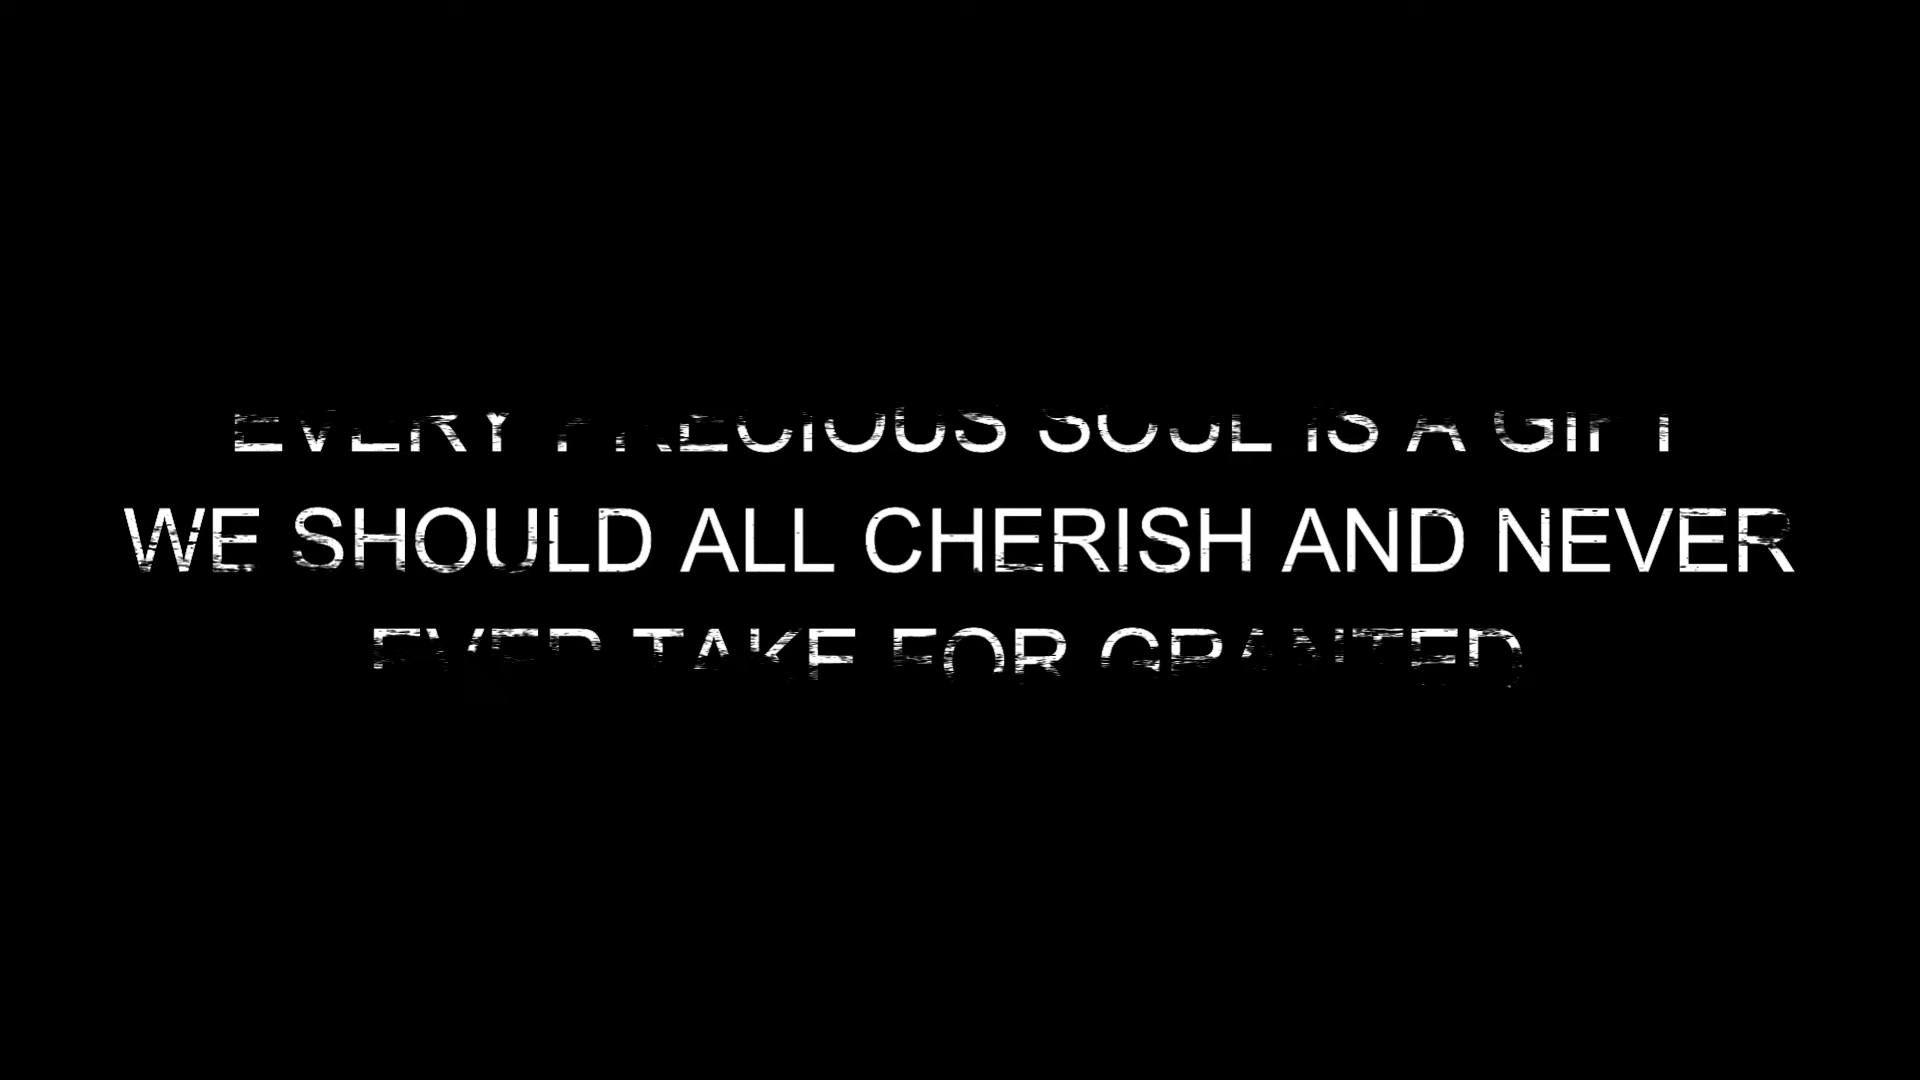 EVERY PRECIOUS SOUL IS A GIFT
WE SHOULD ALL CHERISH AND NEVER
EVER TAKE FOR GRANTED